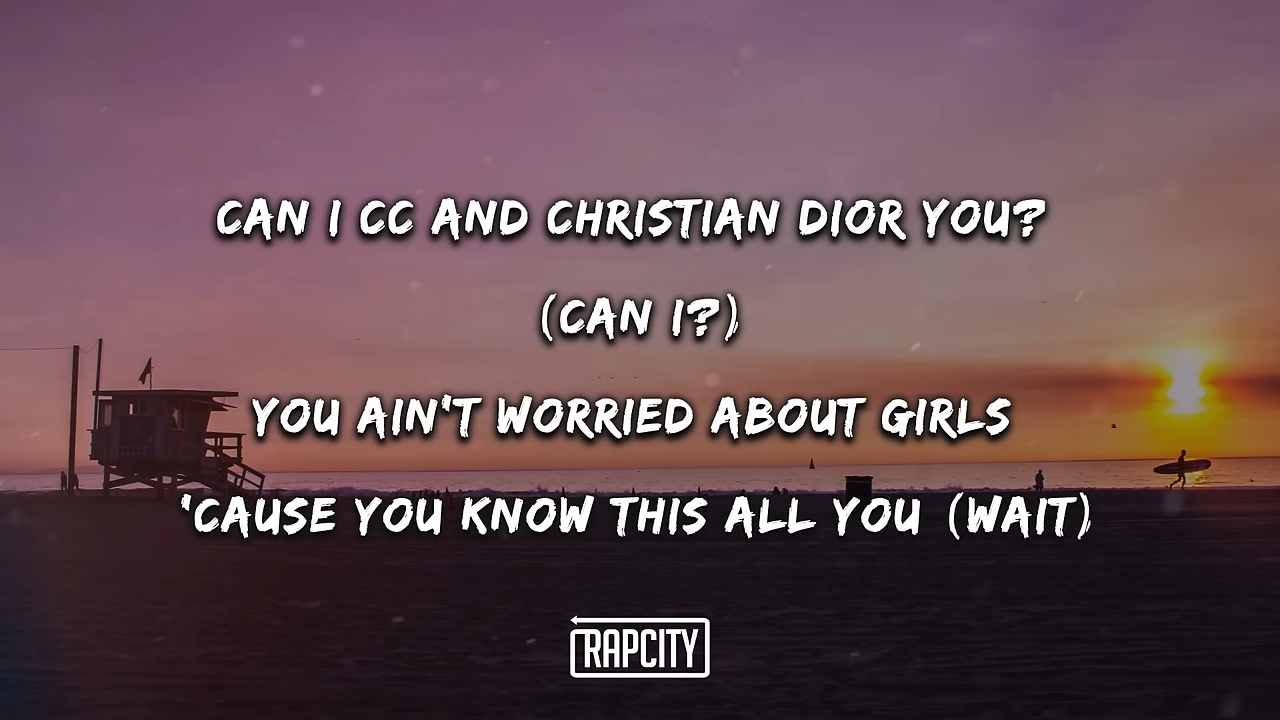 CAN I CC AND CHRISTIAN DIOR YOU?
(CAN I?)
YOU AIN'T WORRIED ABOUT GIRLS
'CAUSE YOU KNOW THIS ALL YOU (WAIT)
RAPCITY